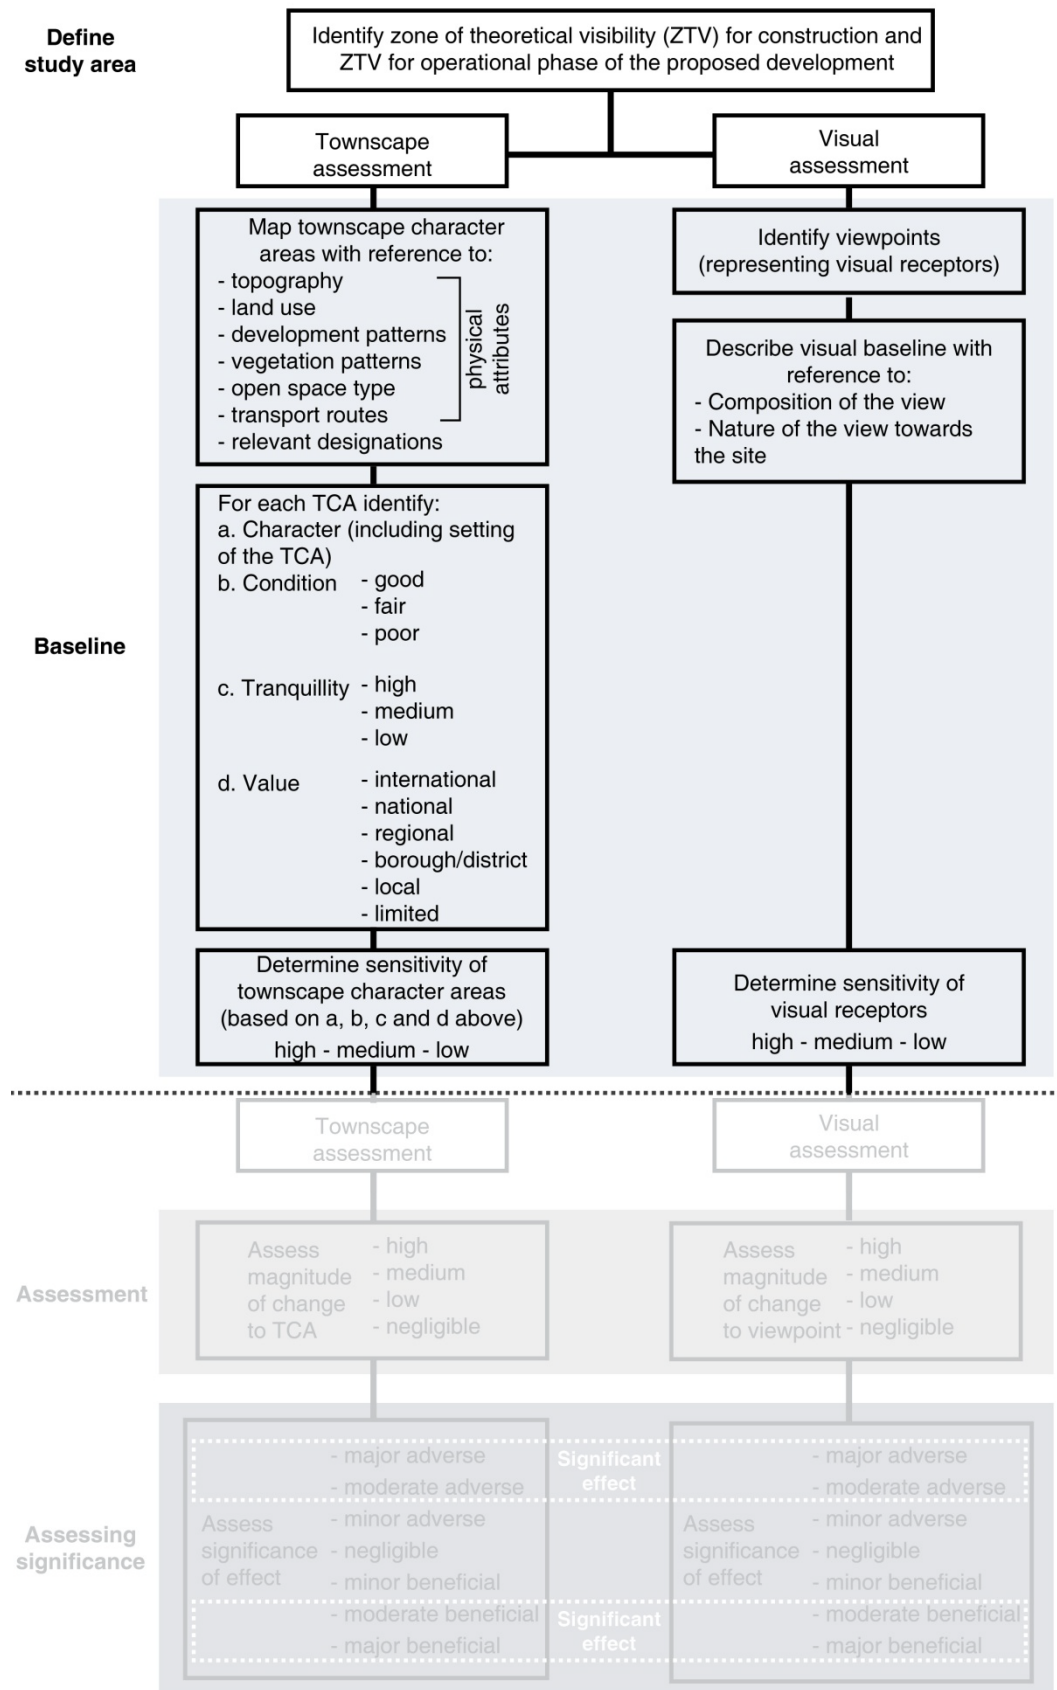 Define
study area
Identify zone of theoretical visibility (ZTV) for construction and
ZTV for operational phase of the proposed development
Townscape
assessment
Visual
assessment
Baseline
Map townscape character
areas with reference to:
- topography
- land use
- development patterns
- vegetation patterns
- open space type
- transport routes
- relevant designations
physical
attributes
For each TCA identify:
a. Character (including setting
of the TCA)
b. Condition - good
- fair
- poor
c. Tranquillity - high
- medium
- low
d. Value - international
- national
- regional
- borough/district
- local
- limited
Determine sensitivity of
townscape character areas
(based on a, b, c and d above)
high - medium - low
Identify viewpoints
(representing visual receptors)
Describe visual baseline with
reference to:
- Composition of the view
- Nature of the view towards
the site
Determine sensitivity of
visual receptors
high - medium - low
Townscape
assessment
Visual
assessment
Assessment
Assess
magnitude
of change
to TCA
- high
- medium
- low
- negligible
Assess
magnitude
of change
to viewpoint
- high
- medium
- low
- negligible
Assessing
significance
Assess
significance
of effect
- major adverse
- moderate adverse
- minor adverse
- negligible
- minor beneficial
- moderate beneficial
- major beneficial
Significant
effect
Significant
effect
Assess
significance
of effect
- major adverse
- moderate adverse
- minor adverse
- negligible
- minor beneficial
- moderate beneficial
- major beneficial